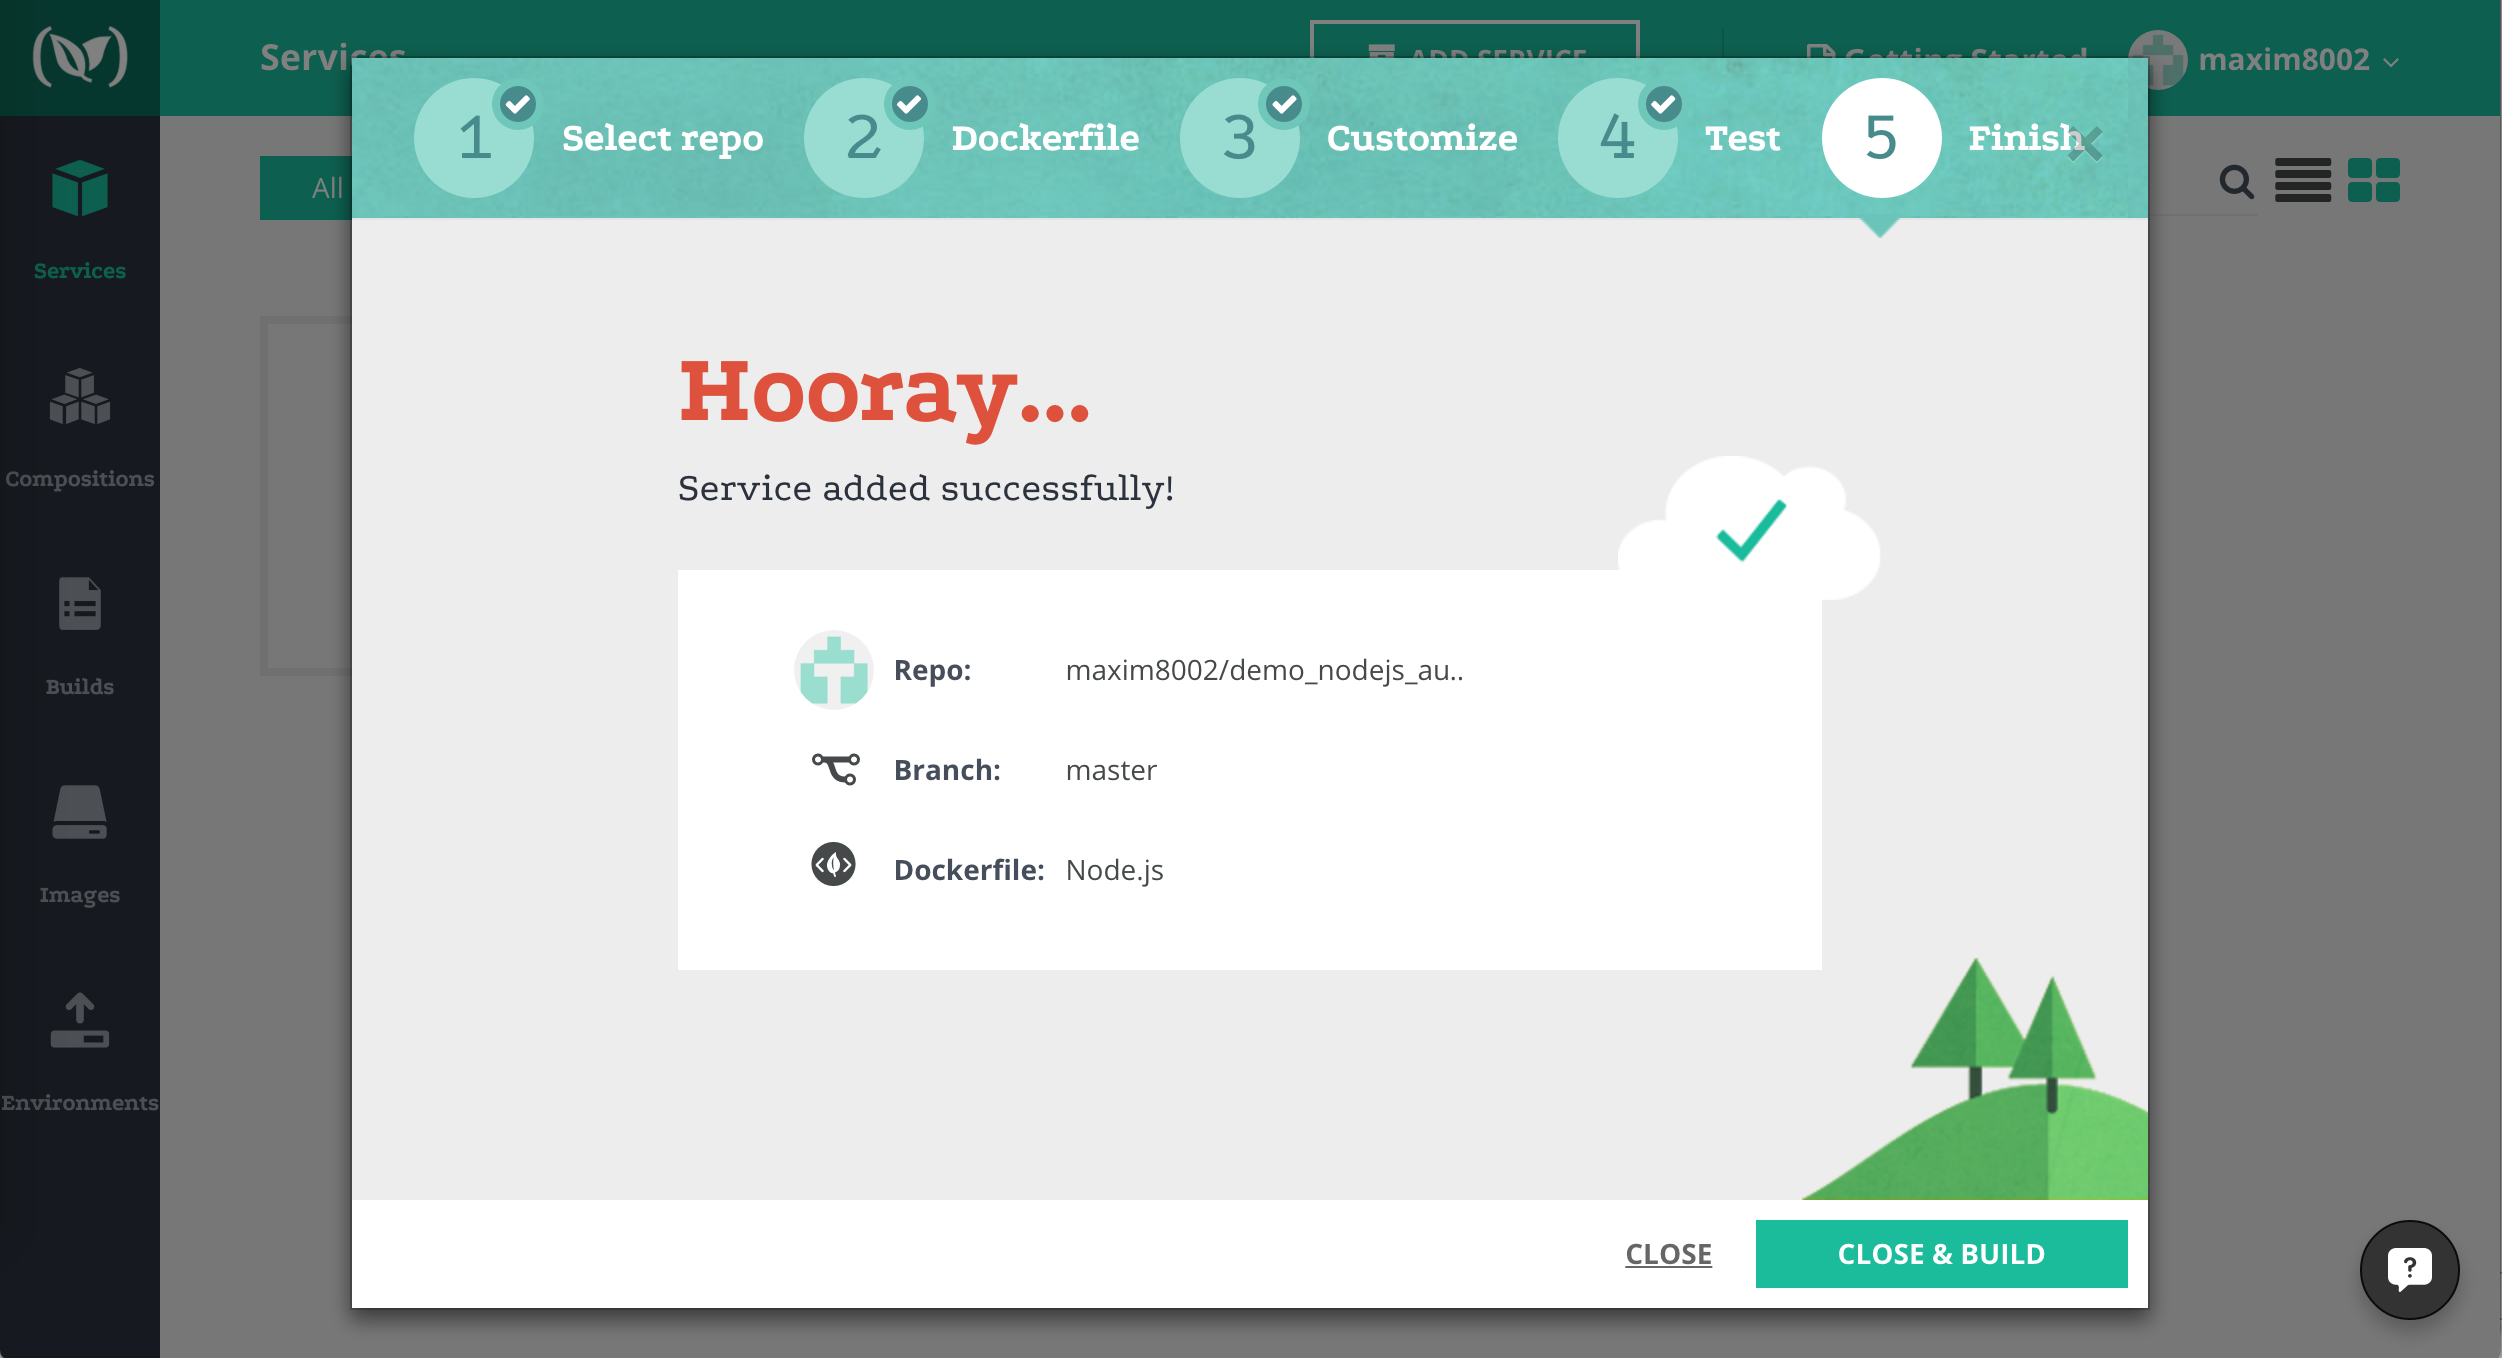 Services
ADD SERVICE
Getting Started
maxim8002
1 Select repo
2 Dockerfile
3 Customize
4 Test
5 Finish
All
Services
Compositions
Builds
Images
Environments
Hooray...
Service added successfully!
Repo: maxim8002/demo_nodejs_au..
Branch: master
Dockerfile: Node.js
CLOSE
CLOSE & BUILD